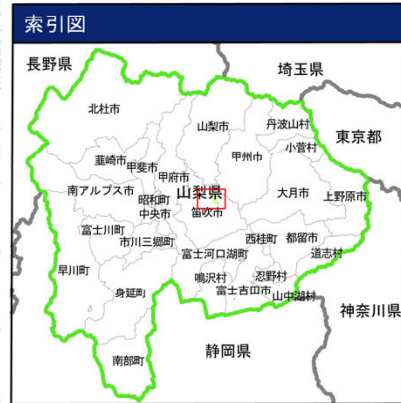 索引図
長野県
埼玉県
北杜市
山梨市
丹波山村
東京都
小菅村
甲州市
韮崎市
甲斐市
甲府市
南アルプス市
山梨県
大月市
上野原市
昭和町
中央市
笛吹市
富士川町
市川三郷町
西桂町
都留市
道志村
富士河口湖町
早川町
鳴沢村
忍野村
身延町
富士吉田市
山中湖村
神奈川県
静岡県
南部町